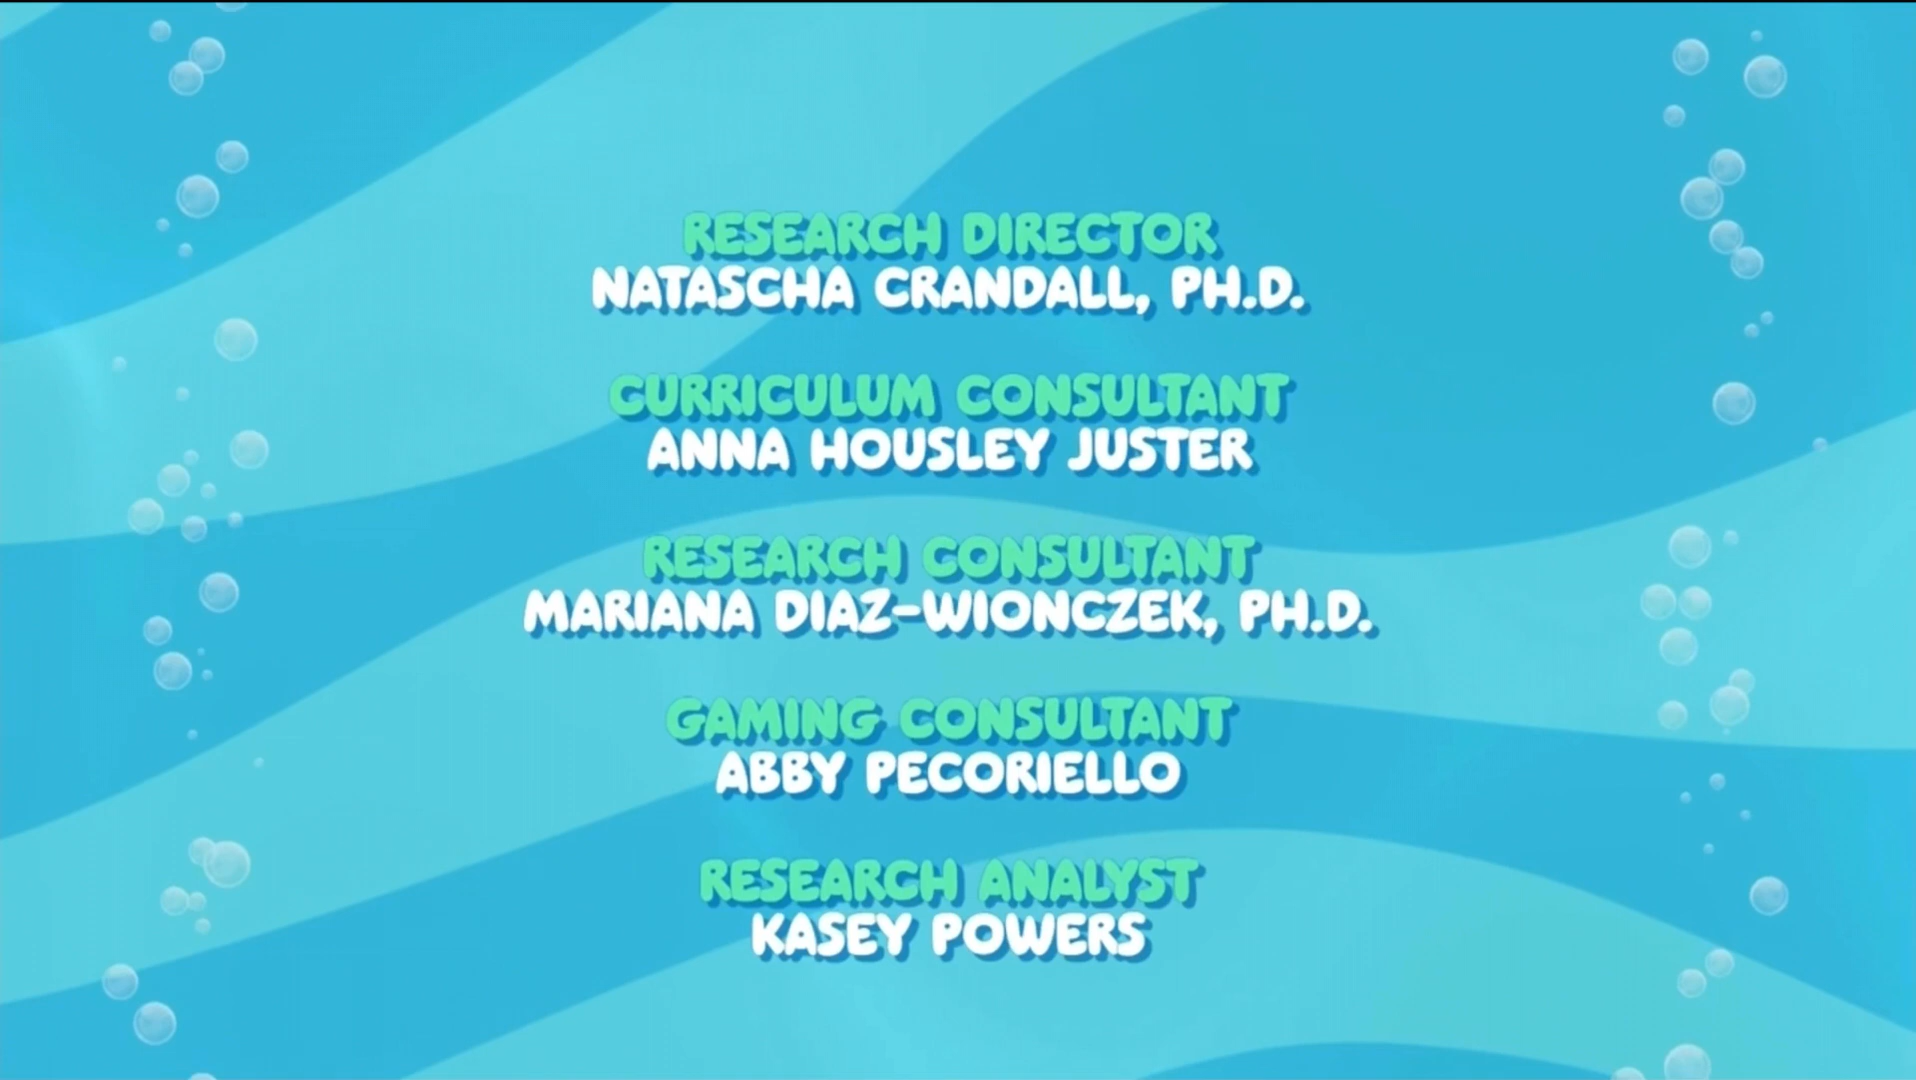 RESEARCH DIRECTOR
NATASCHA CRANDALL, PH.D.
CURRICULUM CONSULTANT
ANNA HOUSLEY JUSTER
RESEARCH CONSULTANT
MARIANA DIAZ-WIONCZEK, PH.D.
GAMING CONSULTANT
ABBY PECORIELLO
RESEARCH ANALYST
KASEY POWERS